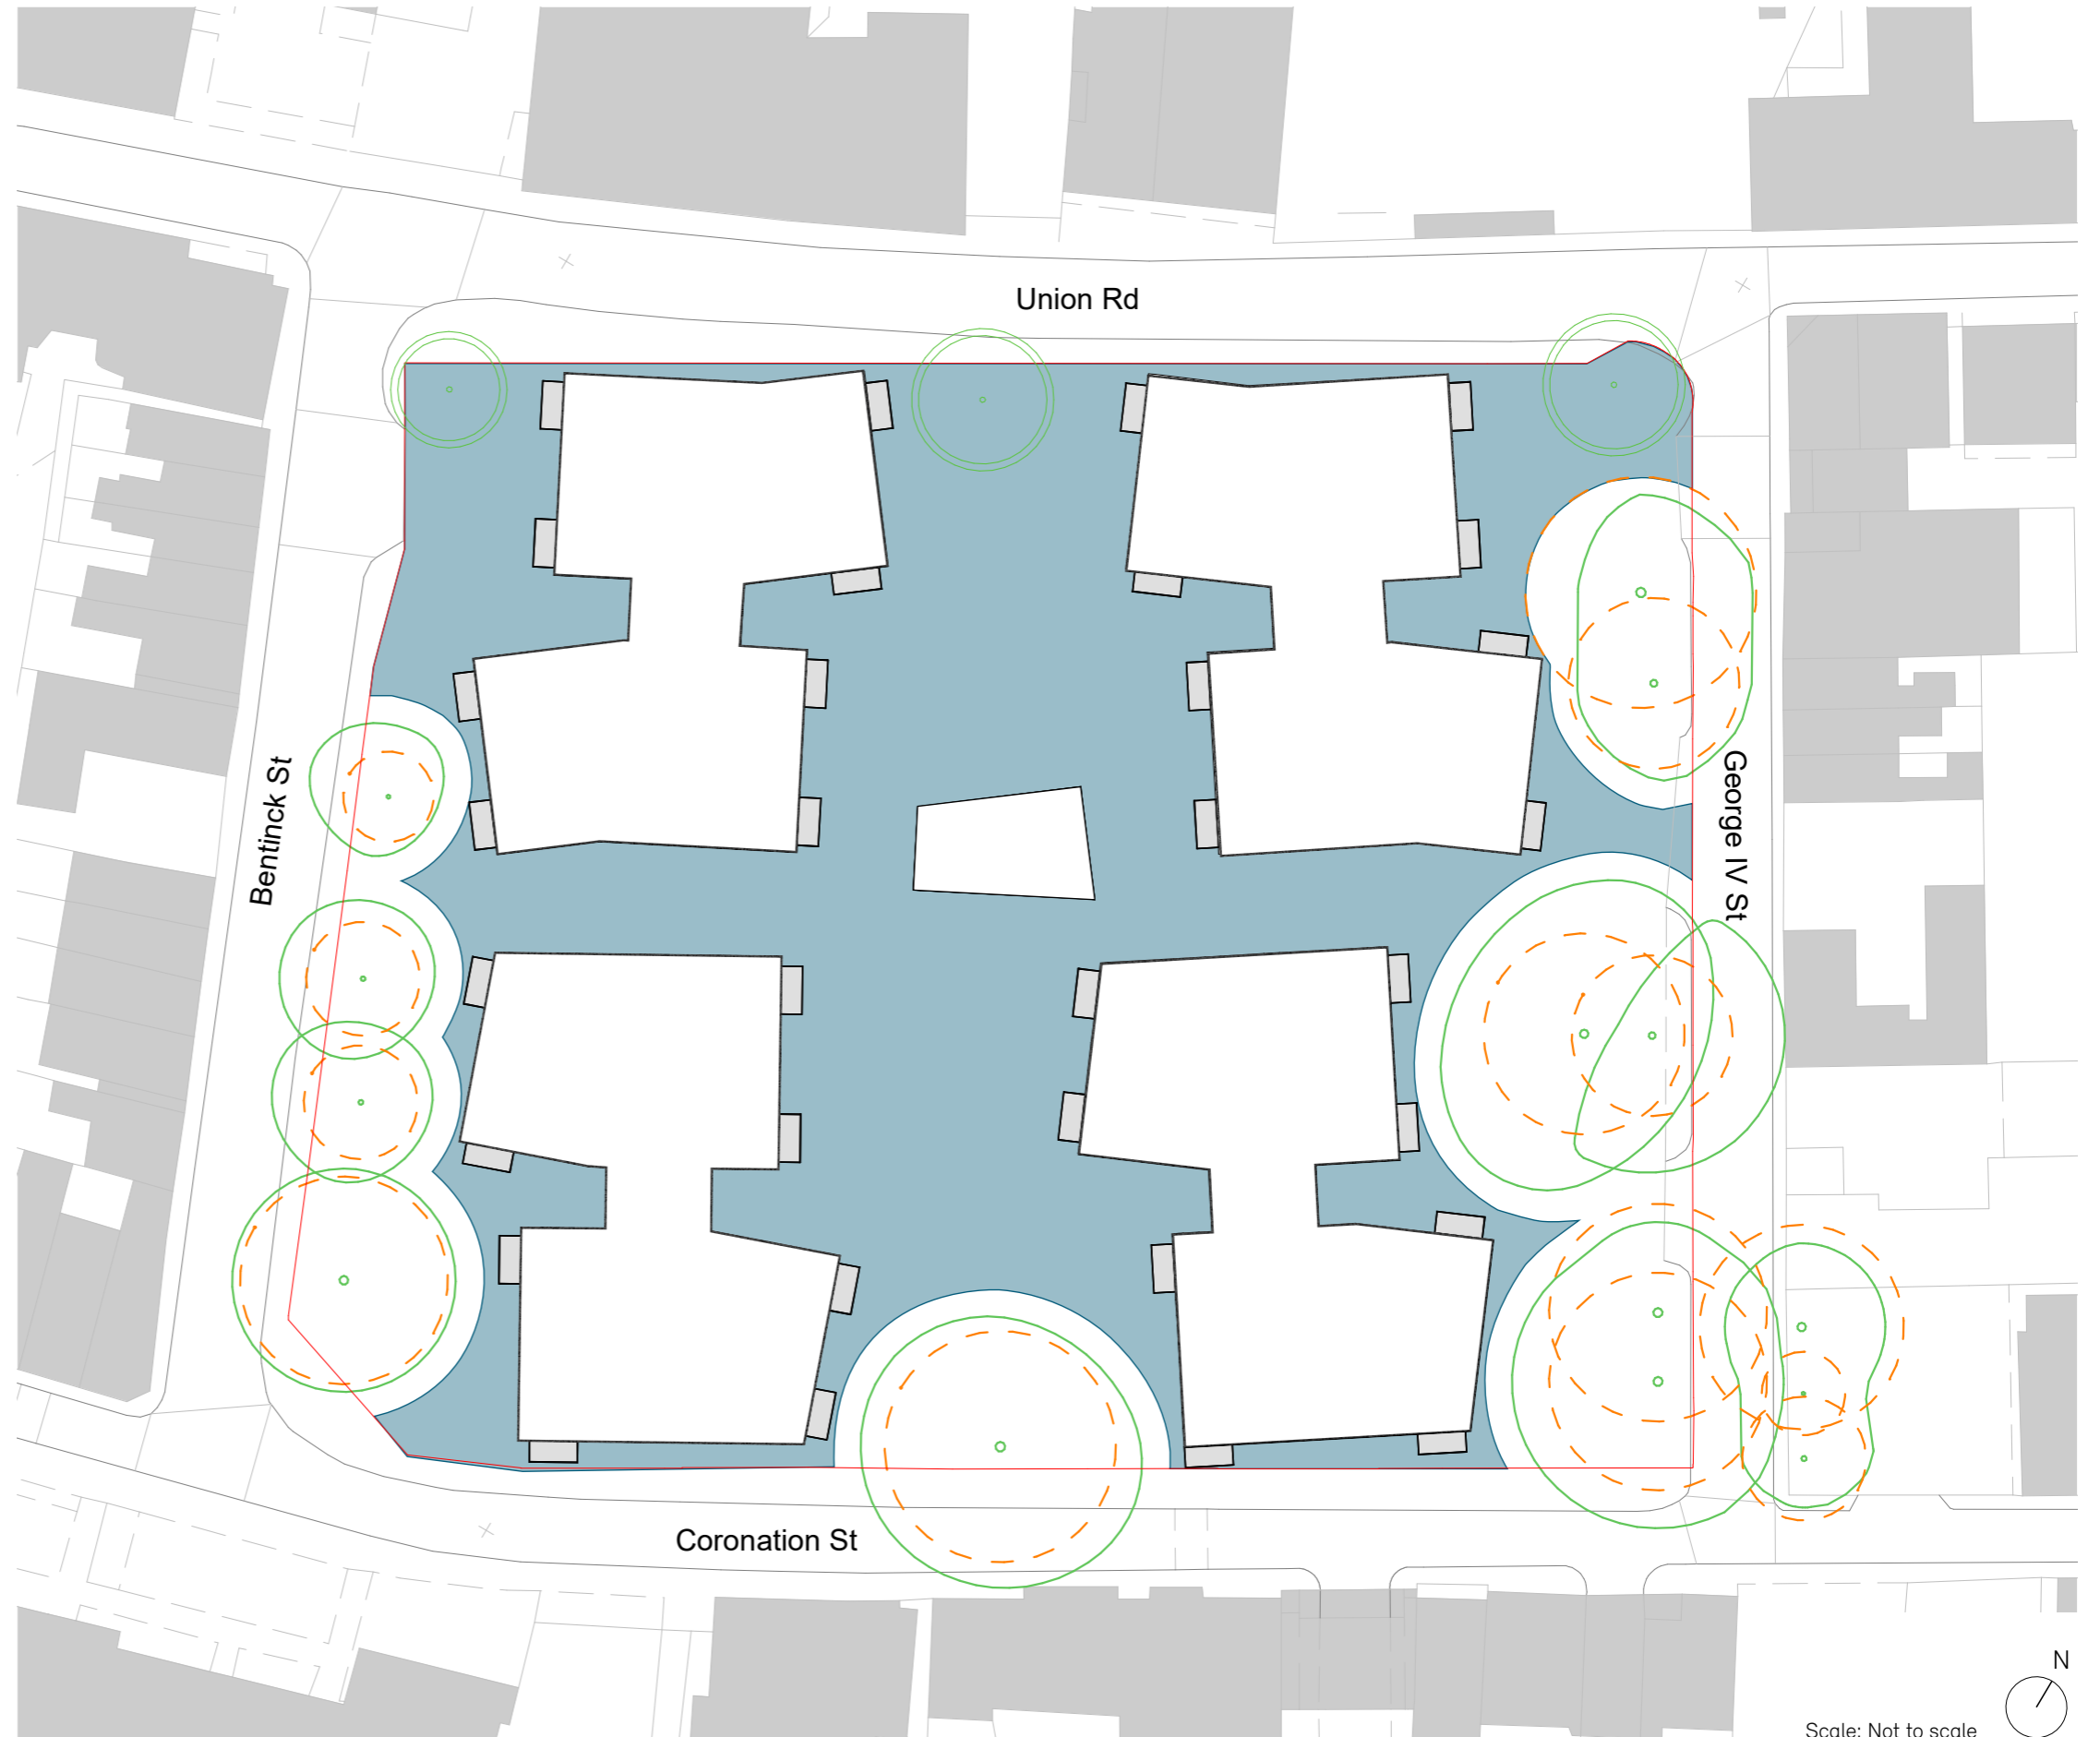 Union Rd
Bentinck St
George IV St
Coronation St
N
Scale: Not to scale